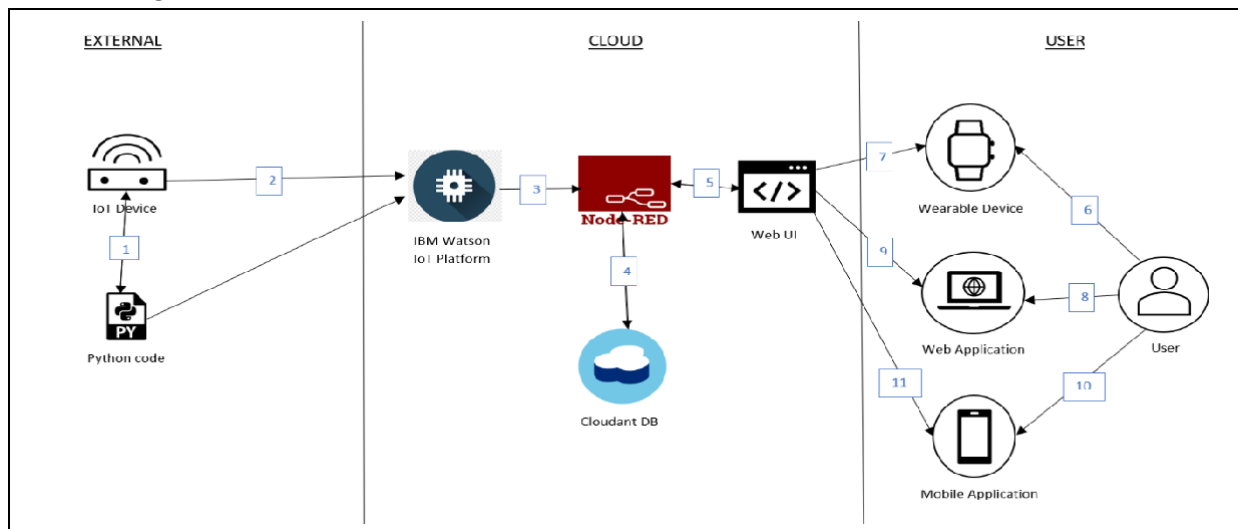 EXTERNAL
CLOUD
USER
IoT Device
Python code
PY
IBM Watson
IoT Platform
Node-RED
Cloudant DB
Web UI
</>
Wearable Device
Web Application
Mobile Application
User
1
2
3
4
5
6
7
8
9
10
11